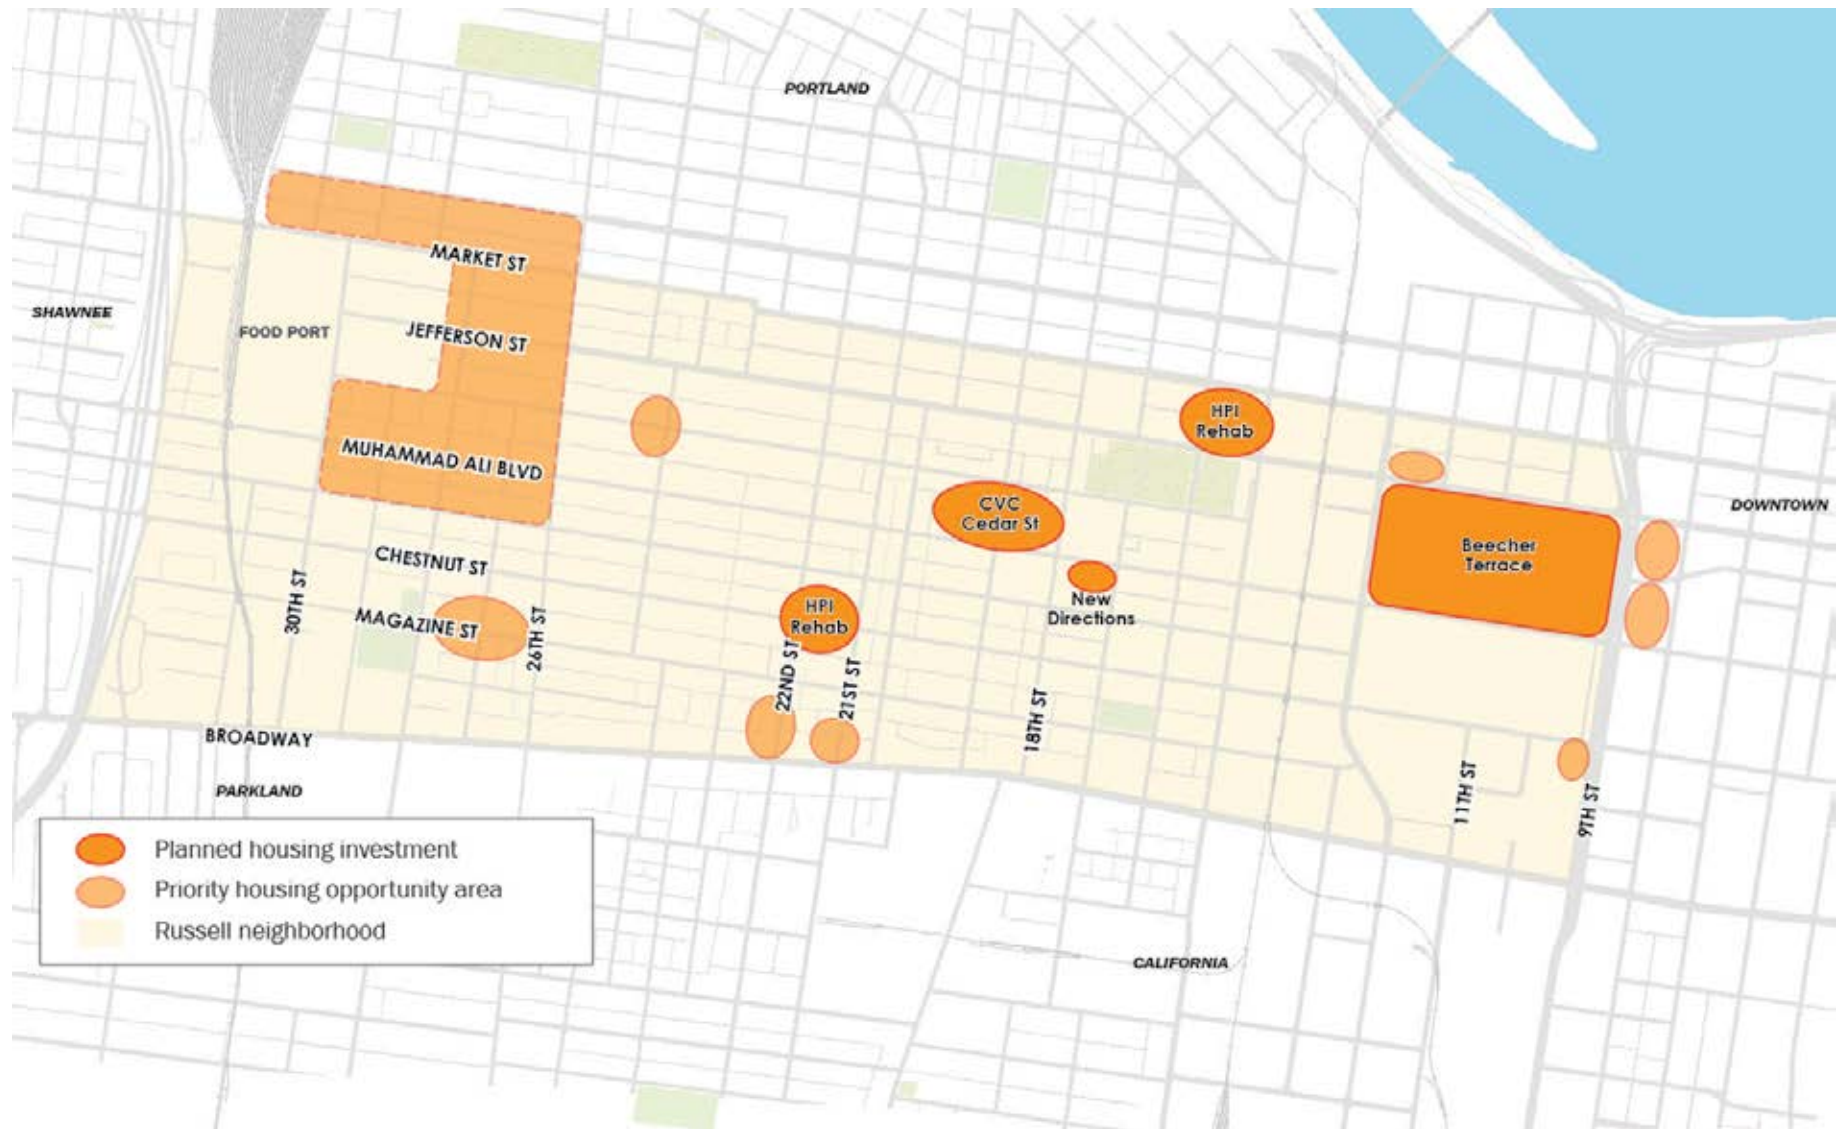 PORTLAND
MARKET ST
SHAWNEE
FOOD PORT
JEFFERSON ST
HPI
Rehab
MUHAMMAD ALI BLVD
CVC
Cedar St
DOWNTOWN
Beecher
Terrace
CHESTNUT ST
30TH ST
MAGAZINE ST
26TH ST
HPI
Rehab
New
Directions
22ND ST
21ST ST
18TH ST
BROADWAY
PARKLAND
11TH ST
9TH ST
Planned housing investment
Priority housing opportunity area
Russell neighborhood
CALIFORNIA